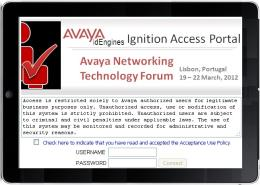 AVAYA
idEngines Ignition Access Portal
Avaya Networking
Technology Forum
Lisbon, Portugal
19 – 22 March, 2012
Access is restricted solely to Avaya authorized users for legitimate
business purposes only. Unauthorized access, use or modification of
this system is strictly prohibited. Unauthorized users are subject
to criminal and civil penalties under applicable laws. The use of
this system may be monitored and recorded for administrative and
security reasons.
Check here to indicate that you have read and accepted the Acceptance Use Policy
USERNAME
PASSWORD
Connect